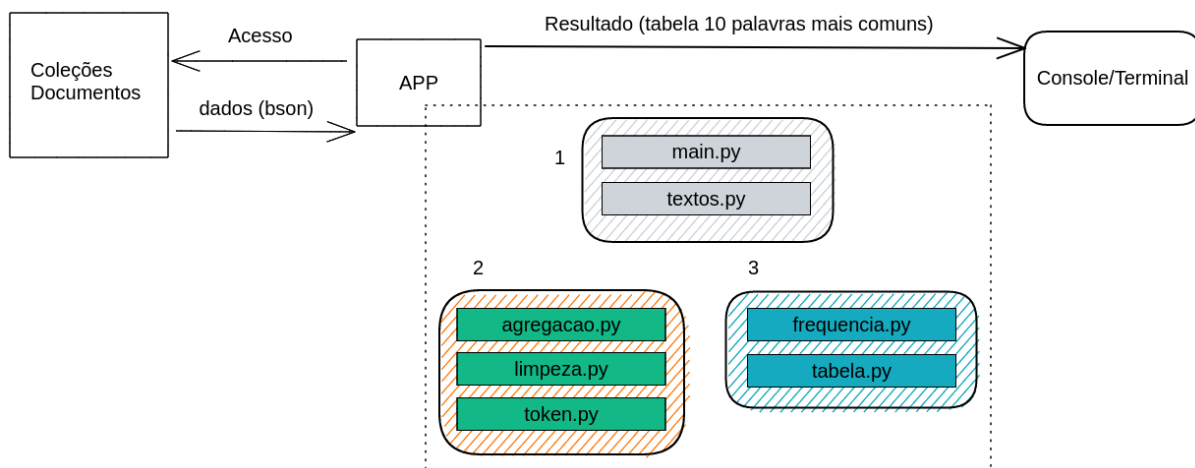 Coleções
Documentos
Acesso
dados (bson)
APP
Resultado (tabela 10 palavras mais comuns)
Console/Terminal
1
main.py
textos.py
2
agregacao.py
limpeza.py
token.py
3
frequencia.py
tabela.py